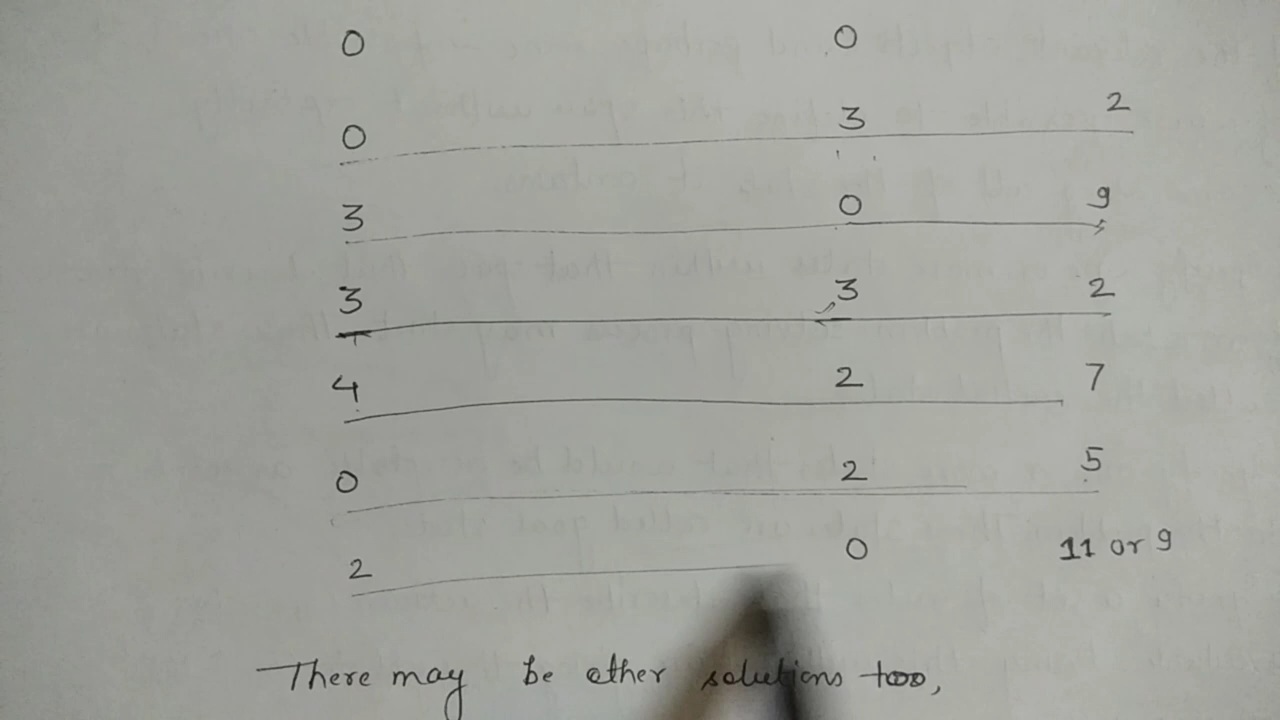 0 0
0 3 2
3 0 9
3 3 2
4 2 7
0 2 5
2 0 11 or 9
There may be other solutions too,